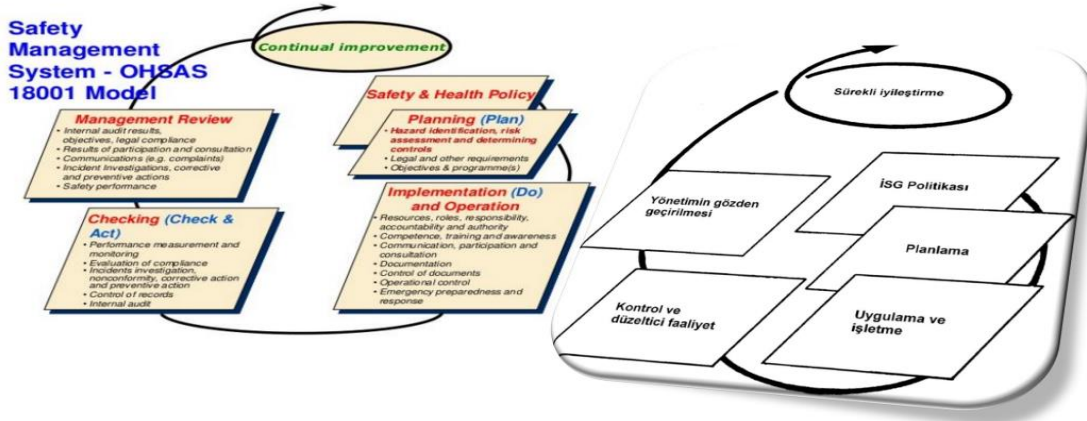 Safety
Management
System - OHSAS
18001 Model
Continual improvement
Safety & Health Policy
Planning (Plan)
• Hazard identification, risk
assessment and determining
controls
• Legal and other requirements
• Objectives & programme(s)
Implementation (Do)
and Operation
• Resources, roles, responsibility,
accountability and authority
• Competence, training and awareness
• Communication, participation and
consultation
• Documentation
• Control of documents
• Operational control
• Emergency preparedness and
response
Checking (Check &
Act)
• Performance measurement and
monitoring
• Evaluation of compliance
• Incidents investigation,
nonconformity, corrective action
and preventive action
• Control of records
• Internal audit
Management Review
• Internal audit results,
objectives, legal compliance
• Results of participation and consultation
• Communications (e.g. complaints)
• Incident Investigations, corrective
and preventive actions
• Safety performance
Sürekli iyileştirme
İSG Politikası
Planlama
Uygulama ve
işletme
Kontrol ve
düzeltici faaliyet
Yönetimin gözden
geçirilmesi